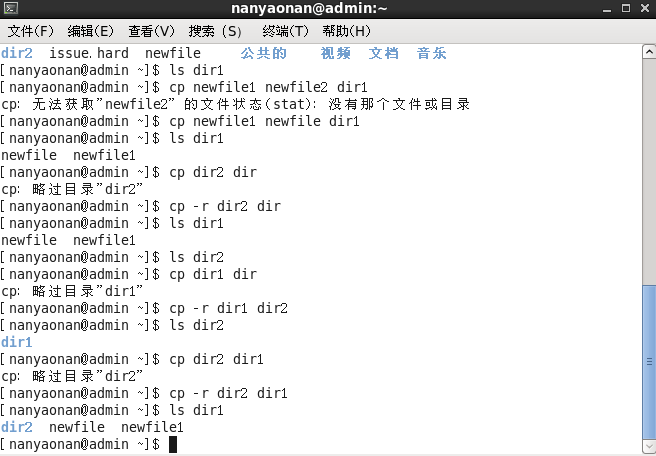 nanyaonan@admin:~
文件(F) 编辑(E) 查看(V) 搜索 (S) 终端(T) 帮助(H)
dir2 issue.hard newfile 公共的 视频 文档 音乐
[nanyaonan@admin ~]$ ls dir1
[nanyaonan@admin ~]$ cp newfile1 newfile2 dir1
cp: 无法获取"newfile2" 的文件状态(stat): 没有那个文件或目录
[nanyaonan@admin ~]$ cp newfile1 newfile dir1
[nanyaonan@admin ~]$ ls dir1
newfile newfile1
[nanyaonan@admin ~]$ cp dir2 dir
cp: 略过目录"dir2"
[nanyaonan@admin ~]$ cp -r dir2 dir
[nanyaonan@admin ~]$ ls dir1
newfile newfile1
[nanyaonan@admin ~]$ ls dir2
[nanyaonan@admin ~]$ cp dir1 dir
cp: 略过目录"dir1"
[nanyaonan@admin ~]$ cp -r dir1 dir2
[nanyaonan@admin ~]$ ls dir2
dir1
[nanyaonan@admin ~]$ cp dir2 dir1
cp: 略过目录"dir2"
[nanyaonan@admin ~]$ cp -r dir2 dir1
[nanyaonan@admin ~]$ ls dir1
dir2 newfile newfile1
[nanyaonan@admin ~]$